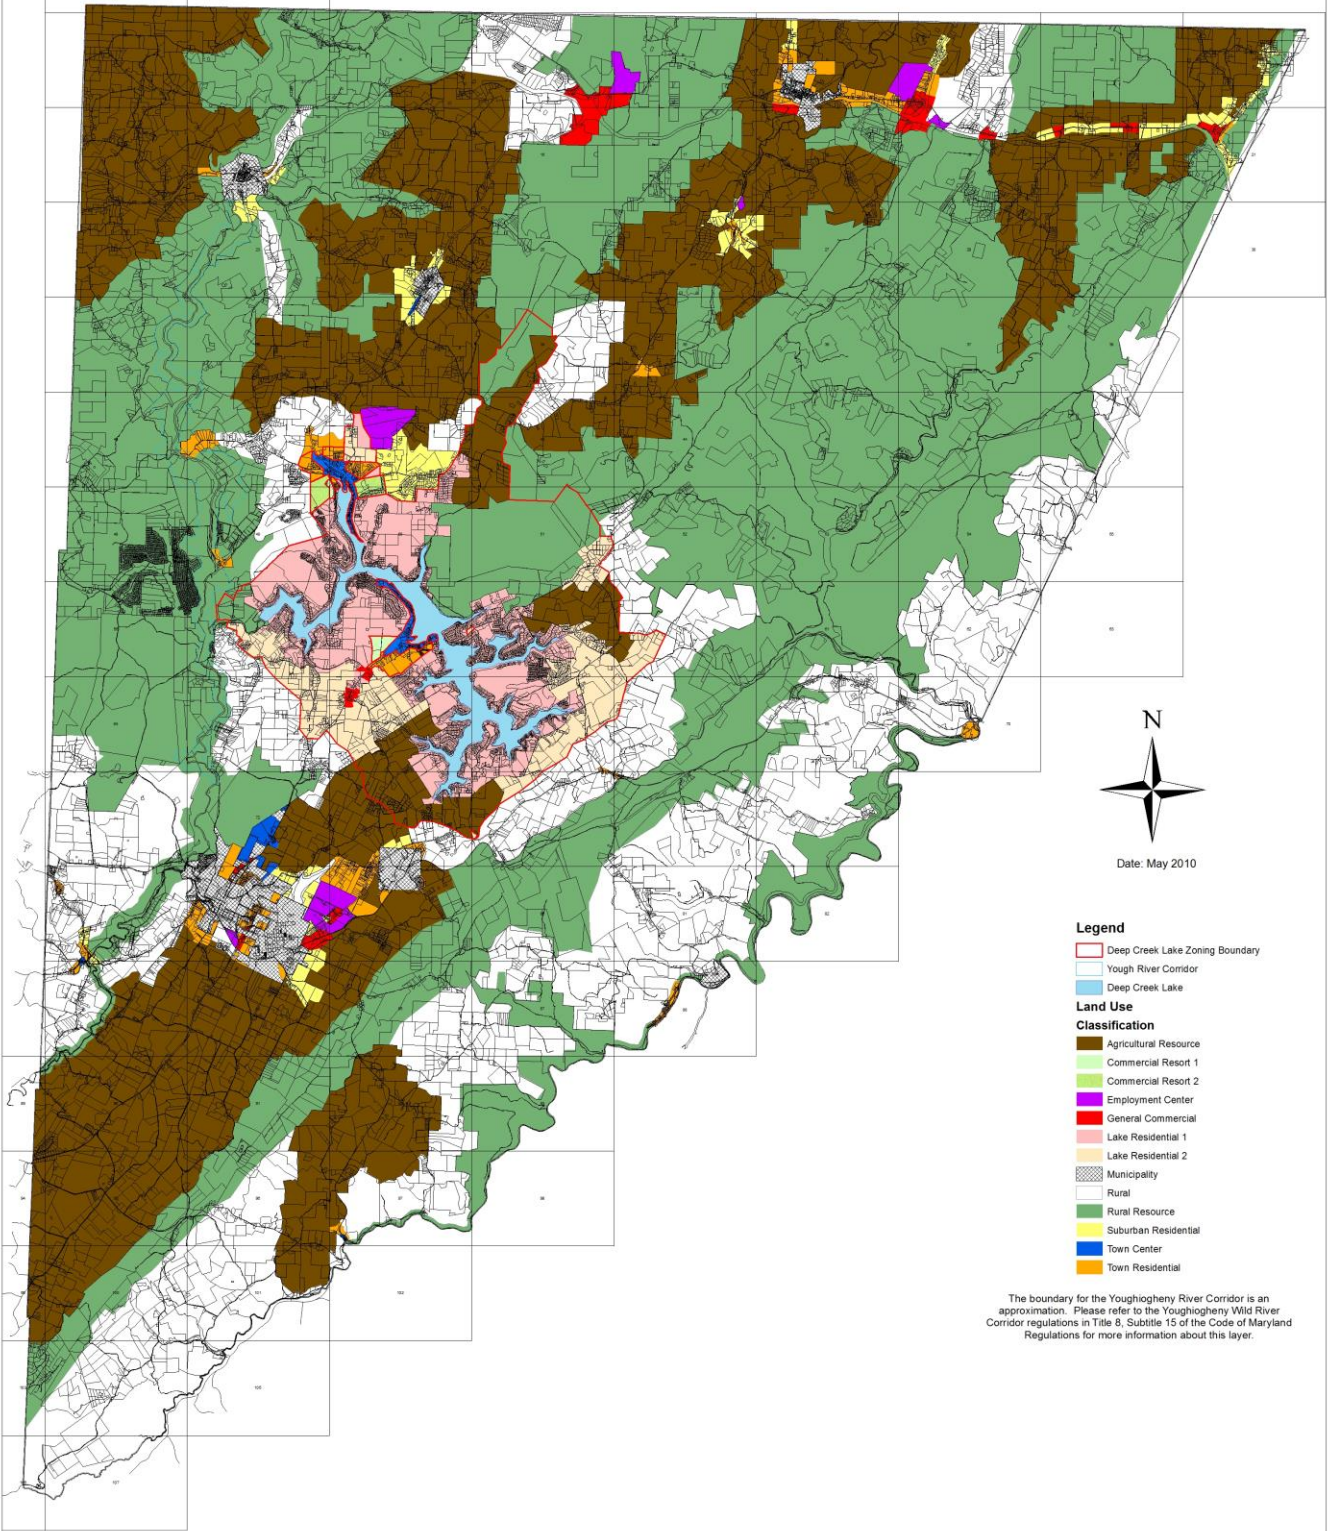 N
Date: May 2010
Legend
Deep Creek Lake Zoning Boundary
Yough River Corridor
Deep Creek Lake
Land Use
Classification
Agricultural Resource
Commercial Resort 1
Commercial Resort 2
Employment Center
General Commercial
Lake Residential 1
Lake Residential 2
Municipality
Rural
Rural Resource
Suburban Residential
Town Center
Town Residential
The boundary for the Youghiogheny River Corridor is an
approximation. Please refer to the Youghiogheny Wild River
Corridor regulations in Title 8, Subtitle 15 of the Code of Maryland
Regulations for more information about this layer.